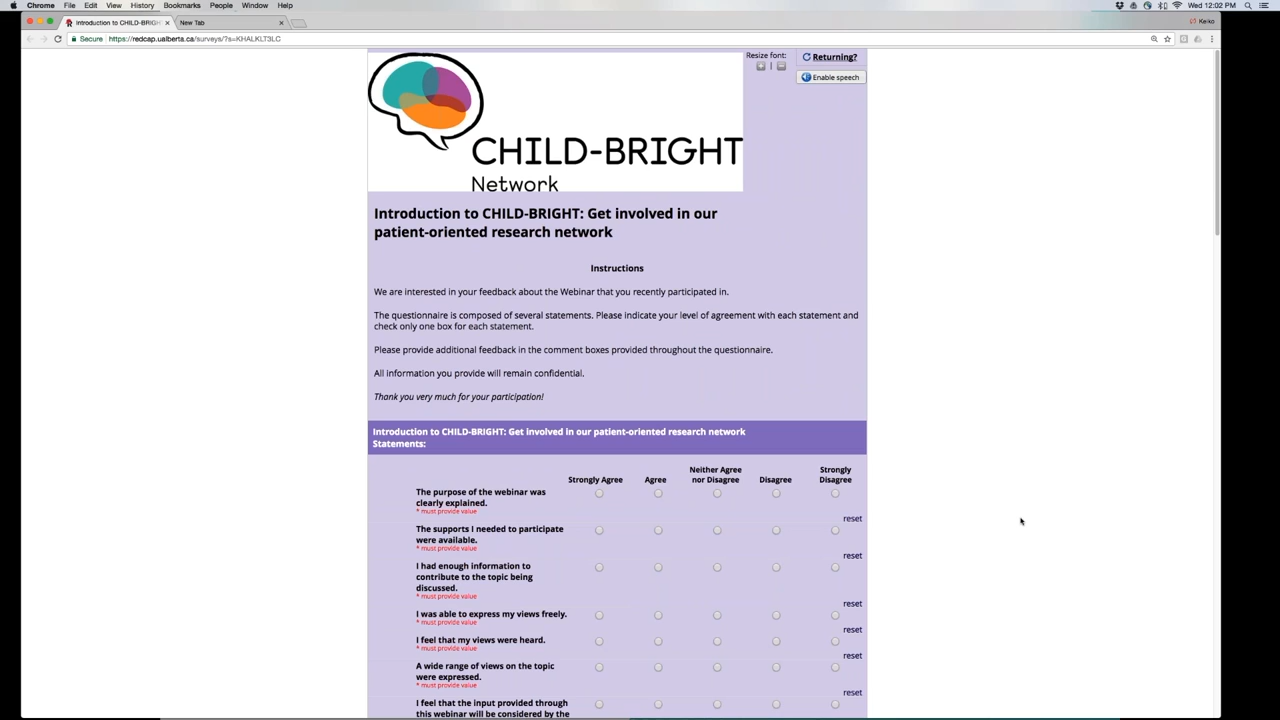 Chrome File Edit View History Bookmarks People Window Help Wed 12:02 PM
Introduction to CHILD-BRIGH New Tab Keiko
Secure https://redcap.ualberta.ca/surveys/?s=KHALKLT3LC
Resize font:
Returning?
Enable speech
CHILD-BRIGHT
Network
Introduction to CHILD-BRIGHT: Get involved in our
patient-oriented research network
Instructions
We are interested in your feedback about the Webinar that you recently participated in.
The questionnaire is composed of several statements. Please indicate your level of agreement with each statement and
check only one box for each statement.
Please provide additional feedback in the comment boxes provided throughout the questionnaire.
All information you provide will remain confidential.
Thank you very much for your participation!
Introduction to CHILD-BRIGHT: Get involved in our patient-oriented research network
Statements:
Strongly Agree Agree Neither Agree nor Disagree Disagree Strongly Disagree
The purpose of the webinar was
clearly explained.
* must provide value
reset
The supports I needed to participate
were available.
* must provide value
reset
I had enough information to
contribute to the topic being
discussed.
* must provide value
reset
I was able to express my views freely.
* must provide value
reset
I feel that my views were heard.
* must provide value
reset
A wide range of views on the topic
were expressed.
* must provide value
reset
I feel that the input provided through
this webinar will be considered by the